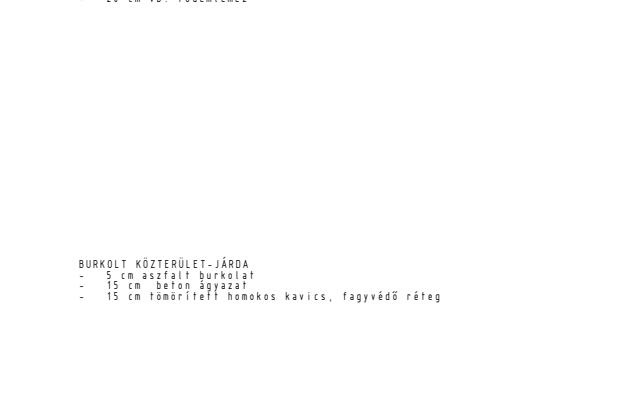 BURKOLT KÖZTERÜLET-JÁRDA
- 5 cm aszfalt burkolat
- 15 cm beton ágyazat
- 15 cm tömörített homokos kavics, fagyvédő réteg